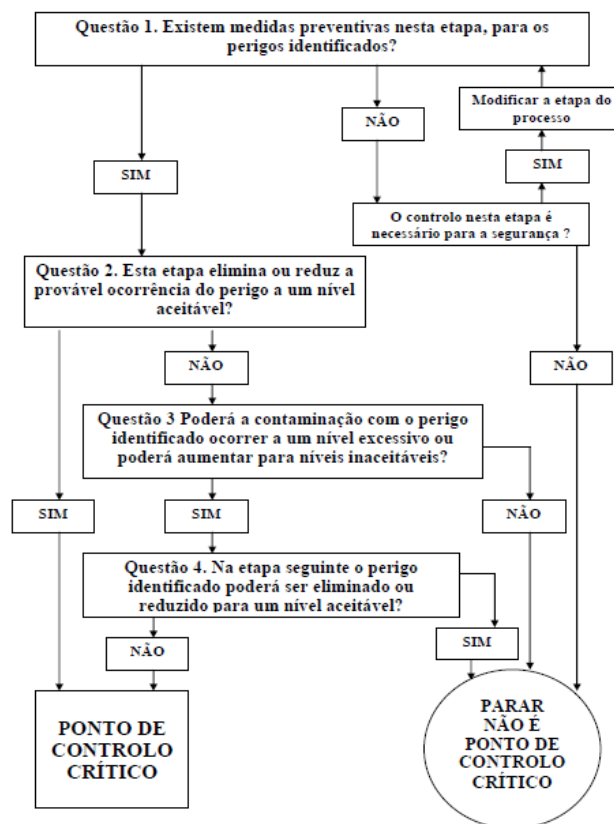 Questão 1. Existem medidas preventivas nesta etapa, para os
perigos identificados?
Modificar a etapa do
processo
NÃO
SIM
SIM
O controlo nesta etapa é
necessário para a segurança ?
Questão 2. Esta etapa elimina ou reduz a
provável ocorrência do perigo a um nível
aceitável?
NÃO
NÃO
Questão 3 Poderá a contaminação com o perigo
identificado ocorrer a um nível excessivo ou
poderá aumentar para níveis inaceitáveis?
SIM
SIM
NÃO
Questão 4. Na etapa seguinte o perigo
identificado poderá ser eliminado ou
reduzido para um nível aceitável?
SIM
NÃO
PONTO DE
CONTROLO
CRÍTICO
PARAR
NÃO É
PONTO DE
CONTROLO
CRÍTICO